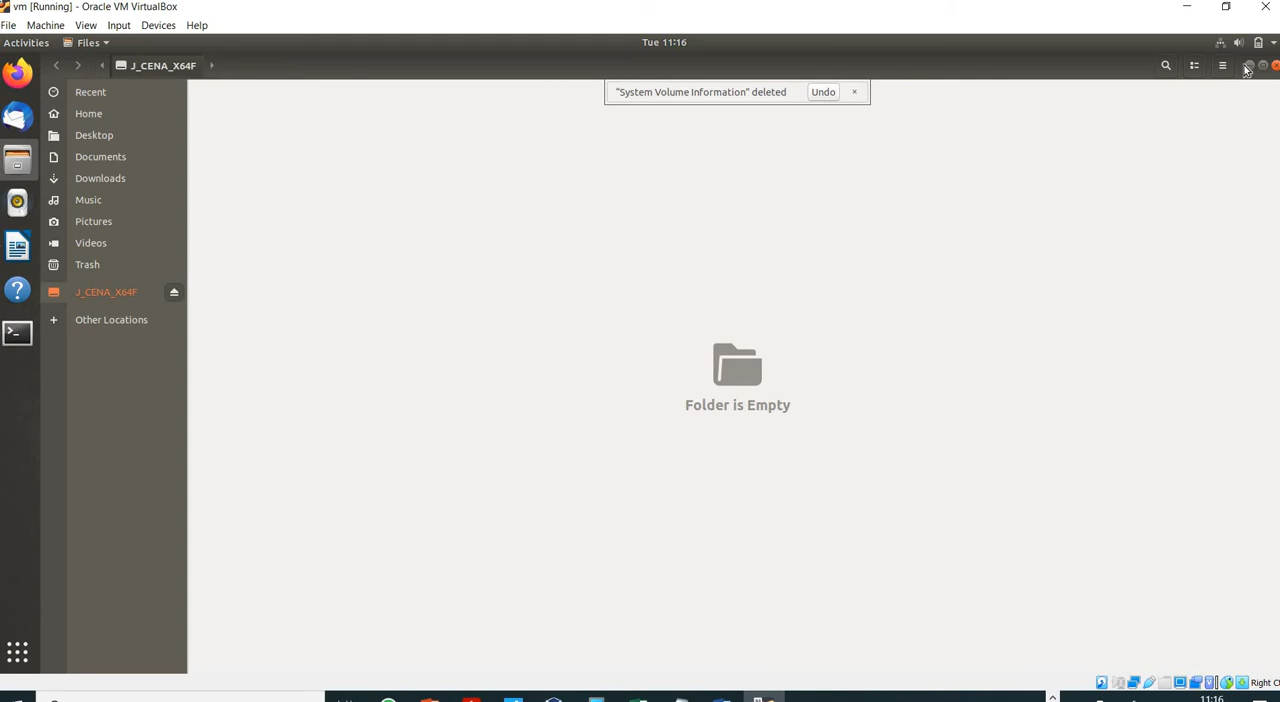 vm [Running] - Oracle VM VirtualBox
File Machine View Input Devices Help
Activities Files Tue 11:16
J_CENA_X64F
"System Volume Information" deleted Undo ×
Recent
Home
Desktop
Documents
Downloads
Music
Pictures
Videos
Trash
J_CENA_X64F
Other Locations
Folder is Empty
Right C
11:16